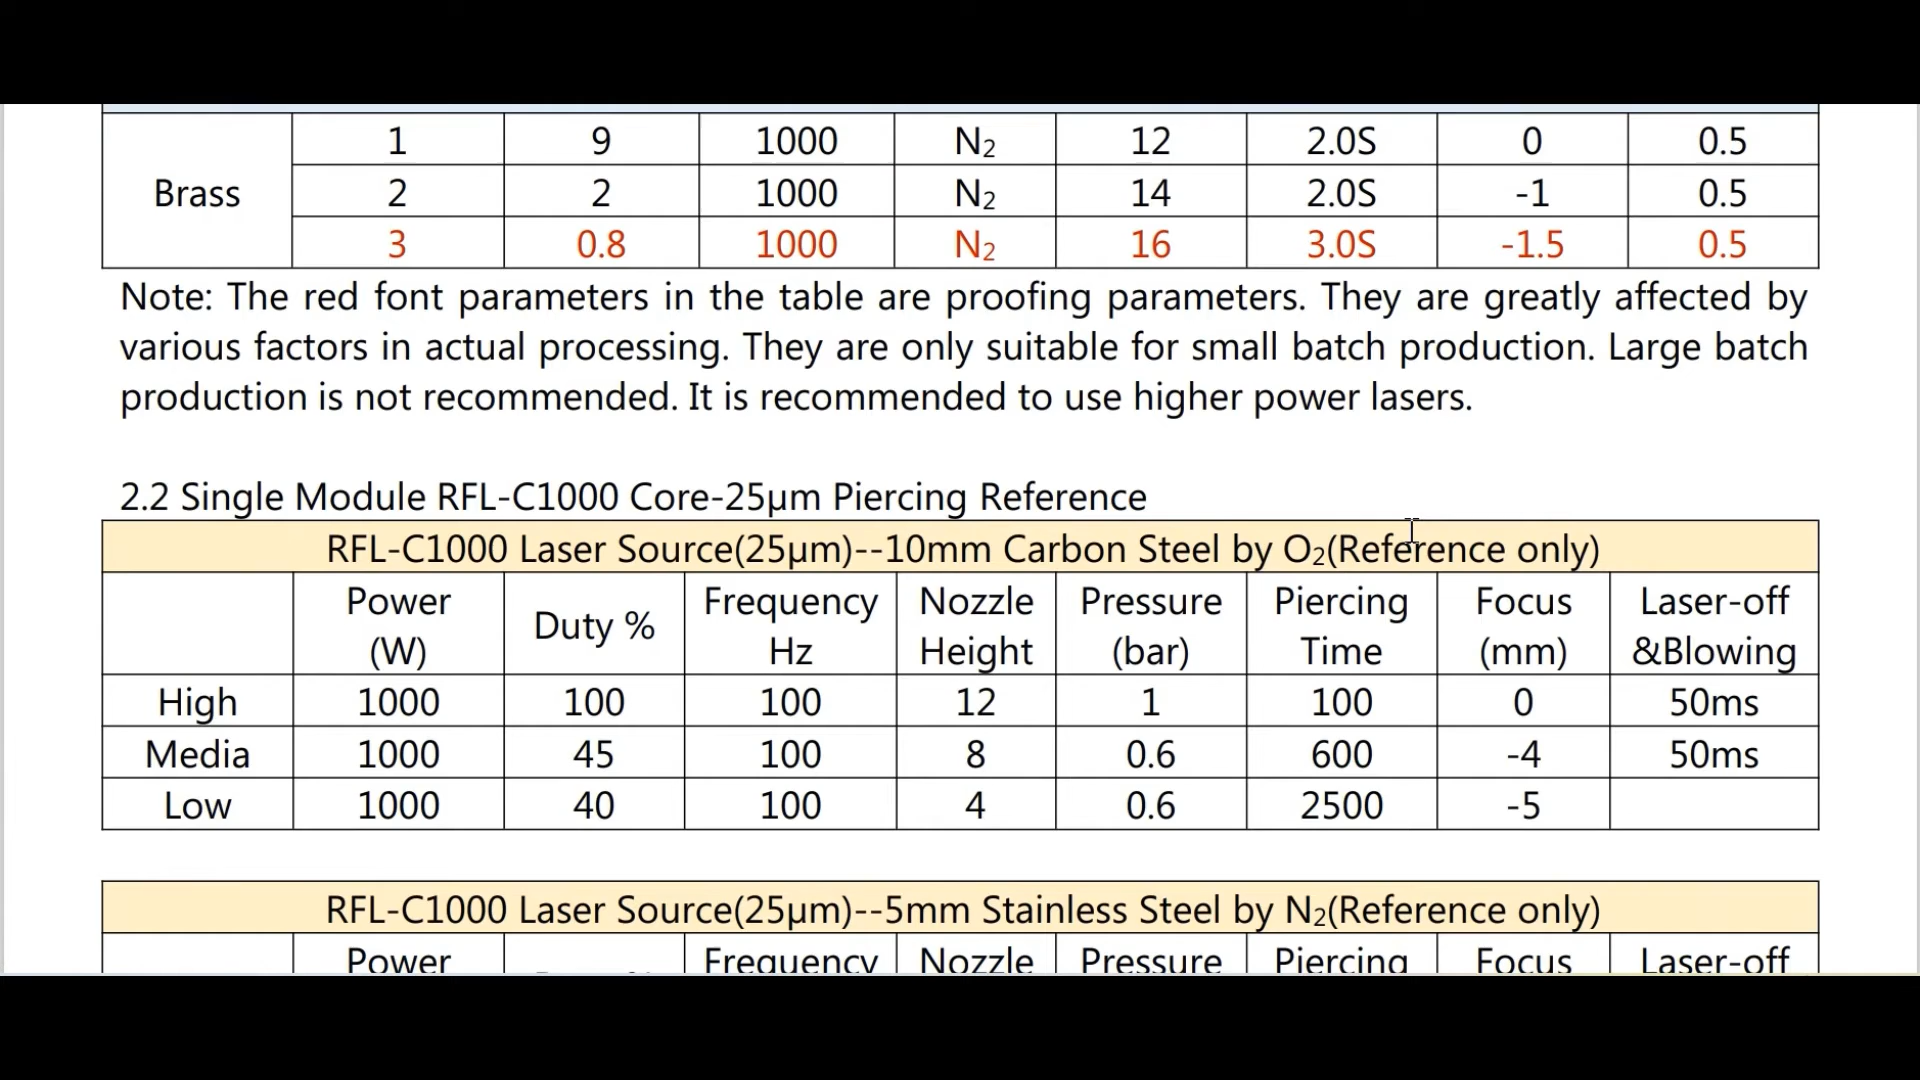 Brass 1 9 1000 N₂ 12 2.0S 0 0.5
2 2 1000 N₂ 14 2.0S -1 0.5
3 0.8 1000 N₂ 16 3.0S -1.5 0.5
Note: The red font parameters in the table are proofing parameters. They are greatly affected by
various factors in actual processing. They are only suitable for small batch production. Large batch
production is not recommended. It is recommended to use higher power lasers.
2.2 Single Module RFL-C1000 Core-25μm Piercing Reference
RFL-C1000 Laser Source(25μm)--10mm Carbon Steel by O₂(Reference only)
Power (W) Duty % Frequency Hz Nozzle Height Pressure (bar) Piercing Time Focus (mm) Laser-off &Blowing
High 1000 100 100 12 1 100 0 50ms
Media 1000 45 100 8 0.6 600 -4 50ms
Low 1000 40 100 4 0.6 2500 -5
RFL-C1000 Laser Source(25μm)--5mm Stainless Steel by N₂(Reference only)
Power Frequency Nozzle Pressure Piercing Focus Laser-off